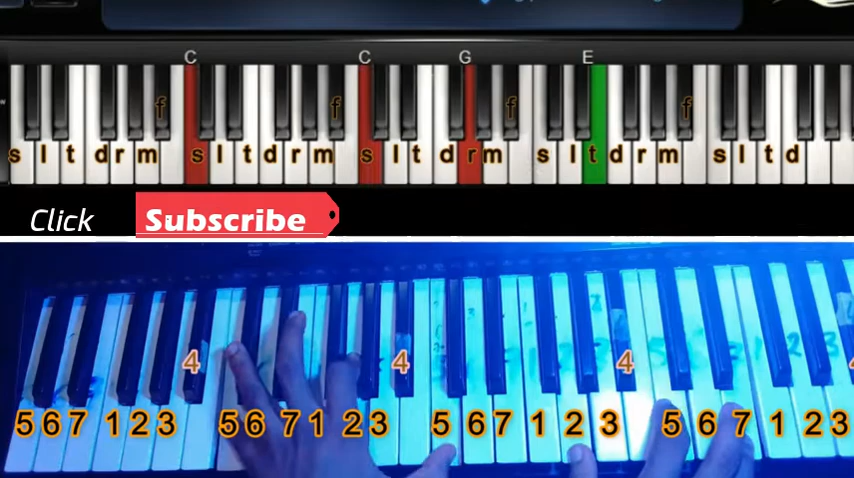 C C G E
f f f f
s l t d r m s l t d r m s l t d r m s l t d r m s l t d
Click Subscribe
4 4 4
5 6 7 1 2 3 5 6 7 1 2 3 5 6 7 1 2 3 5 6 7 1 2 3